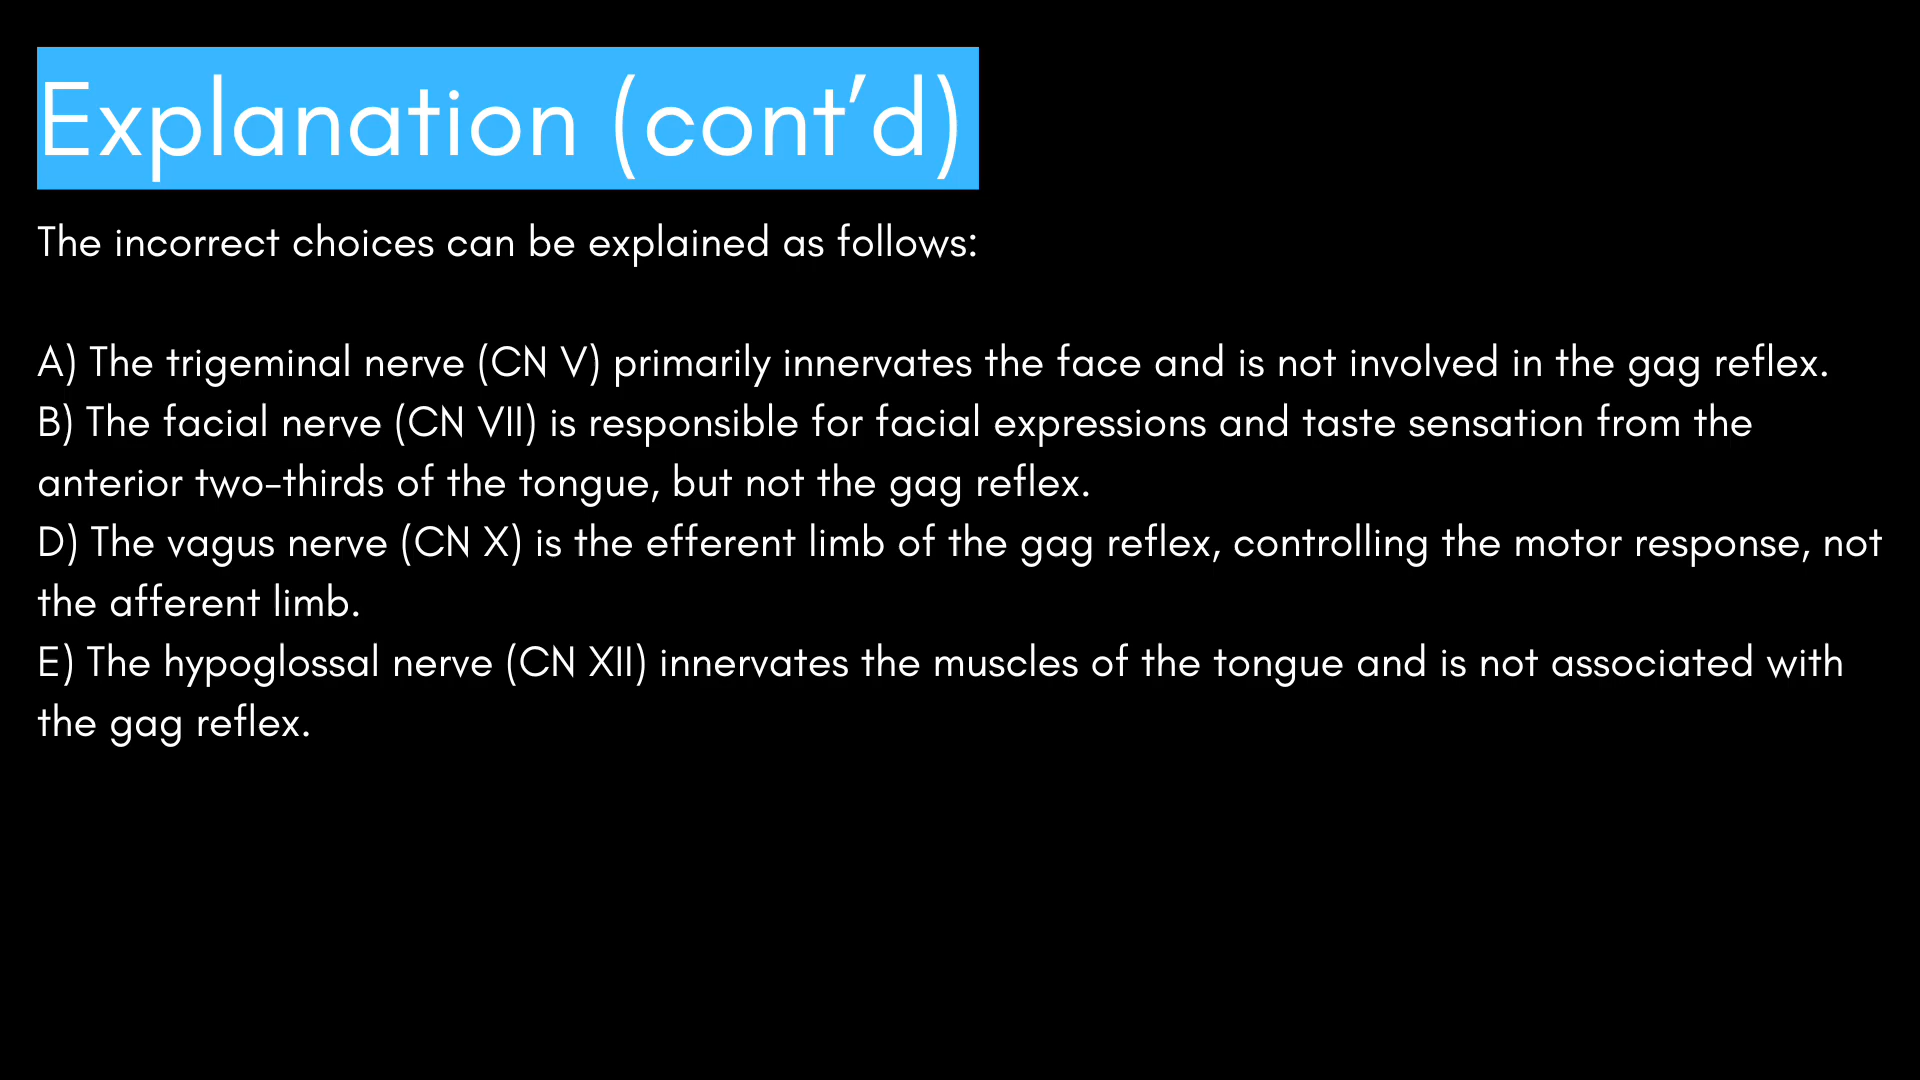 Explanation (cont’d)
The incorrect choices can be explained as follows:
A) The trigeminal nerve (CN V) primarily innervates the face and is not involved in the gag reflex.
B) The facial nerve (CN VII) is responsible for facial expressions and taste sensation from the
anterior two-thirds of the tongue, but not the gag reflex.
D) The vagus nerve (CN X) is the efferent limb of the gag reflex, controlling the motor response, not
the afferent limb.
E) The hypoglossal nerve (CN XII) innervates the muscles of the tongue and is not associated with
the gag reflex.